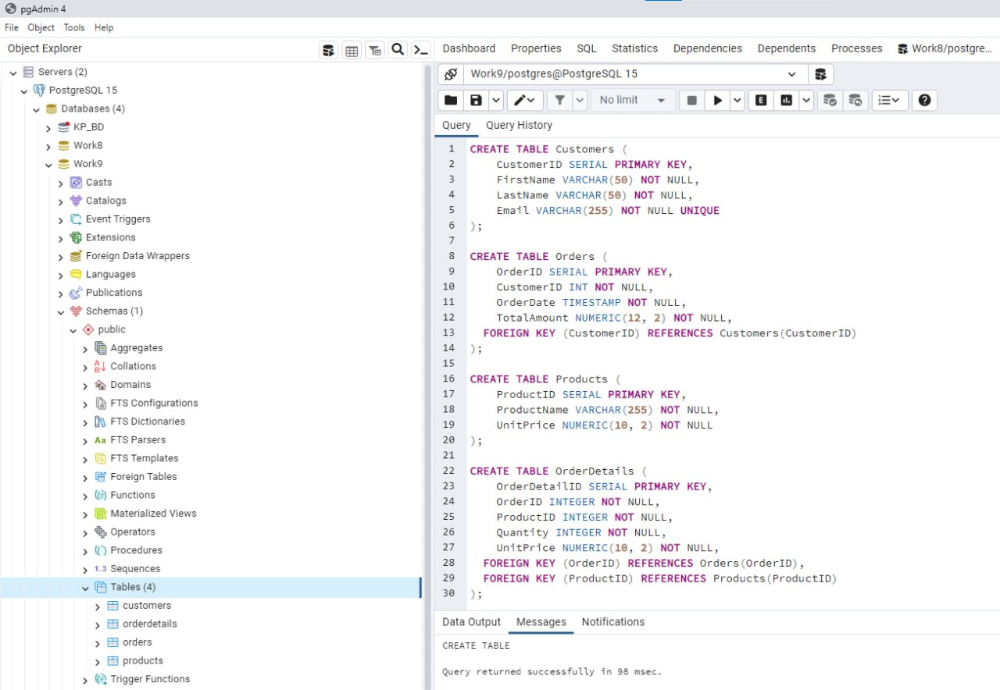 pgAdmin 4
File Object Tools Help
Object Explorer
Servers (2)
PostgreSQL 15
Databases (4)
KP_BD
Work8
Work9
Casts
Catalogs
Event Triggers
Extensions
Foreign Data Wrappers
Languages
Publications
Schemas (1)
public
Aggregates
Collations
Domains
FTS Configurations
FTS Dictionaries
Aa FTS Parsers
FTS Templates
Foreign Tables
Functions
Materialized Views
Operators
Procedures
1..3 Sequences
Tables (4)
customers
orderdetails
orders
products
Trigger Functions
Dashboard Properties SQL Statistics Dependencies Dependents Processes Work8/postgre...
Work9/postgres@PostgreSQL 15
No limit E
Query Query History
1 CREATE TABLE Customers (
2 CustomerID SERIAL PRIMARY KEY,
3 FirstName VARCHAR(50) NOT NULL,
4 LastName VARCHAR(50) NOT NULL,
5 Email VARCHAR(255) NOT NULL UNIQUE
6 );
7
8 CREATE TABLE Orders (
9 OrderID SERIAL PRIMARY KEY,
10 CustomerID INT NOT NULL,
11 OrderDate TIMESTAMP NOT NULL,
12 TotalAmount NUMERIC(12, 2) NOT NULL,
13 FOREIGN KEY (CustomerID) REFERENCES Customers(CustomerID)
14 );
15
16 CREATE TABLE Products (
17 ProductID SERIAL PRIMARY KEY,
18 ProductName VARCHAR(255) NOT NULL,
19 UnitPrice NUMERIC(10, 2) NOT NULL
20 );
21
22 CREATE TABLE OrderDetails (
23 OrderDetailID SERIAL PRIMARY KEY,
24 OrderID INTEGER NOT NULL,
25 ProductID INTEGER NOT NULL,
26 Quantity INTEGER NOT NULL,
27 UnitPrice NUMERIC(10, 2) NOT NULL,
28 FOREIGN KEY (OrderID) REFERENCES Orders(OrderID),
29 FOREIGN KEY (ProductID) REFERENCES Products(ProductID)
30 );
Data Output Messages Notifications
CREATE TABLE
Query returned successfully in 98 msec.